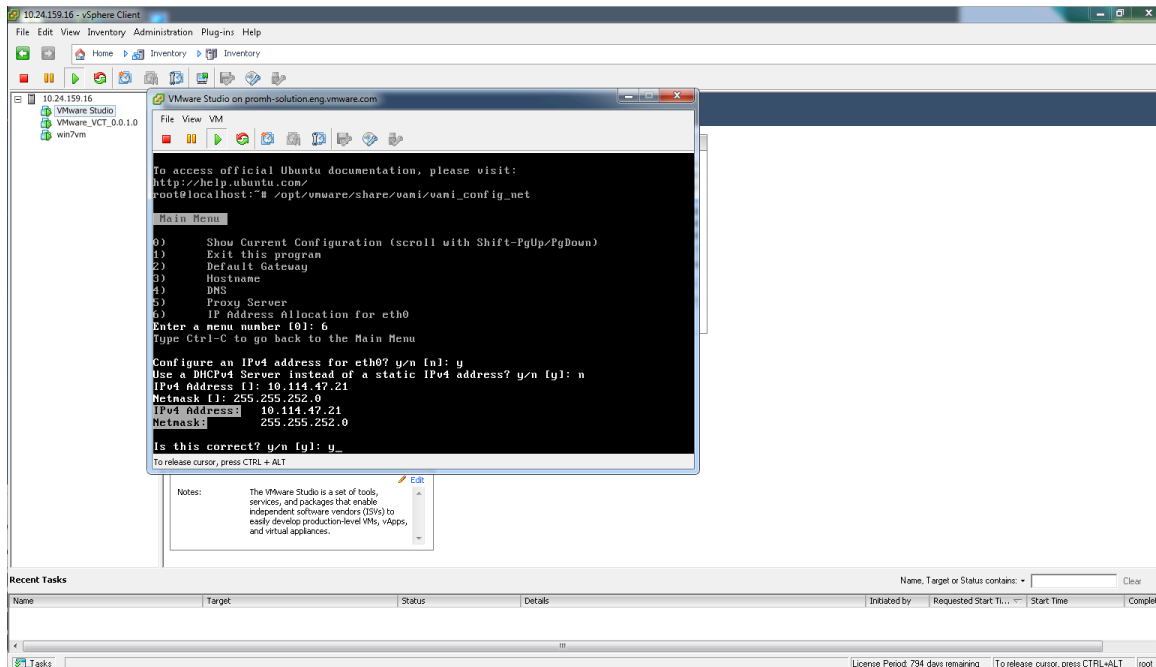 10.24.159.16 - vSphere Client
File Edit View Inventory Administration Plug-ins Help
Home Inventory Inventory
10.24.159.16
VMware Studio
VMware_VCT_0.0.1.0
win7vm
VMware Studio on promh-solution.eng.vmware.com
File View VM
To access official Ubuntu documentation, please visit:
http://help.ubuntu.com/
root@localhost:~# /opt/vmware/share/vami/vami_config_net
Main Menu
0) Show Current Configuration (scroll with Shift-PgUp/PgDown)
1) Exit this program
2) Default Gateway
3) Hostname
4) DNS
5) Proxy Server
6) IP Address Allocation for eth0
Enter a menu number [0]: 6
Type Ctrl-C to go back to the Main Menu
Configure an IPv4 address for eth0? y/n [n]: y
Use a DHCPv4 Server instead of a static IPv4 address? y/n [y]: n
IPv4 Address []: 10.114.47.21
Netmask []: 255.255.252.0
IPv4 Address: 10.114.47.21
Netmask: 255.255.252.0
Is this correct? y/n [y]: y_
To release cursor, press CTRL + ALT
Edit
Notes: The VMware Studio is a set of tools,
services, and packages that enable
independent software vendors (ISVs) to
easily develop production-level VMs, vApps,
and virtual appliances.
Recent Tasks
Name, Target or Status contains:
Clear
Name Target Status Details Initiated by Requested Start Ti... Start Time Comple
Tasks
License Period: 794 days remaining To release cursor, press CTRL+ALT root